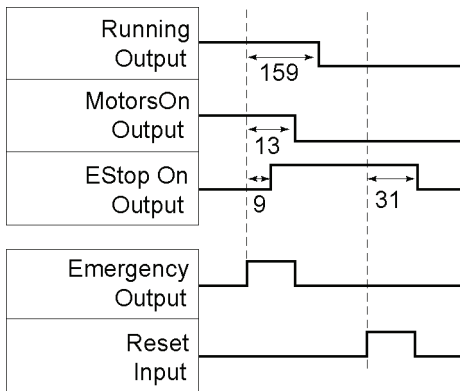 Running
Output
159
MotorsOn
Output
13
EStop On
Output
9
31
Emergency
Output
Reset
Input